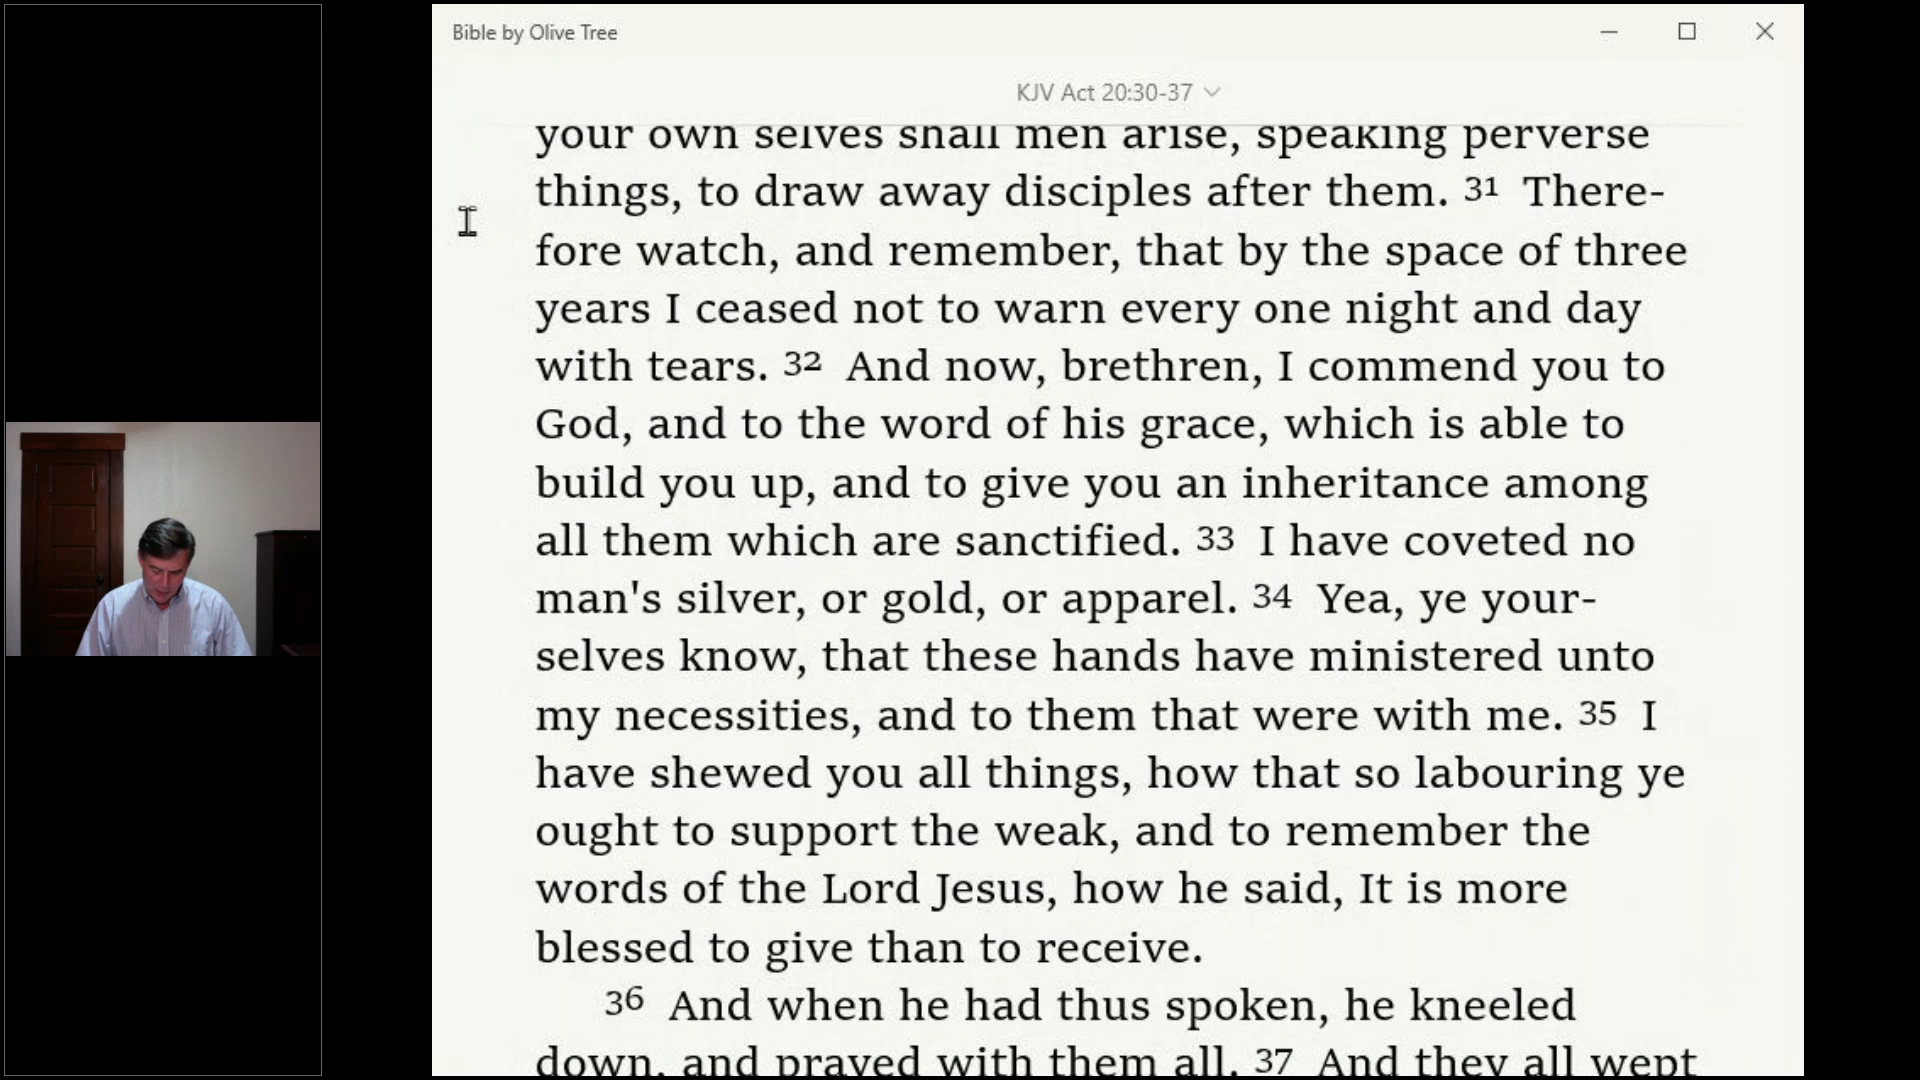 Bible by Olive Tree
KJV Act 20:30-37
your own selves shall men arise, speaking perverse
things, to draw away disciples after them. 31 There-
fore watch, and remember, that by the space of three
years I ceased not to warn every one night and day
with tears. 32 And now, brethren, I commend you to
God, and to the word of his grace, which is able to
build you up, and to give you an inheritance among
all them which are sanctified. 33 I have coveted no
man's silver, or gold, or apparel. 34 Yea, ye your-
selves know, that these hands have ministered unto
my necessities, and to them that were with me. 35 I
have shewed you all things, how that so labouring ye
ought to support the weak, and to remember the
words of the Lord Jesus, how he said, It is more
blessed to give than to receive.
36 And when he had thus spoken, he kneeled
down, and prayed with them all. 37 And they all wept